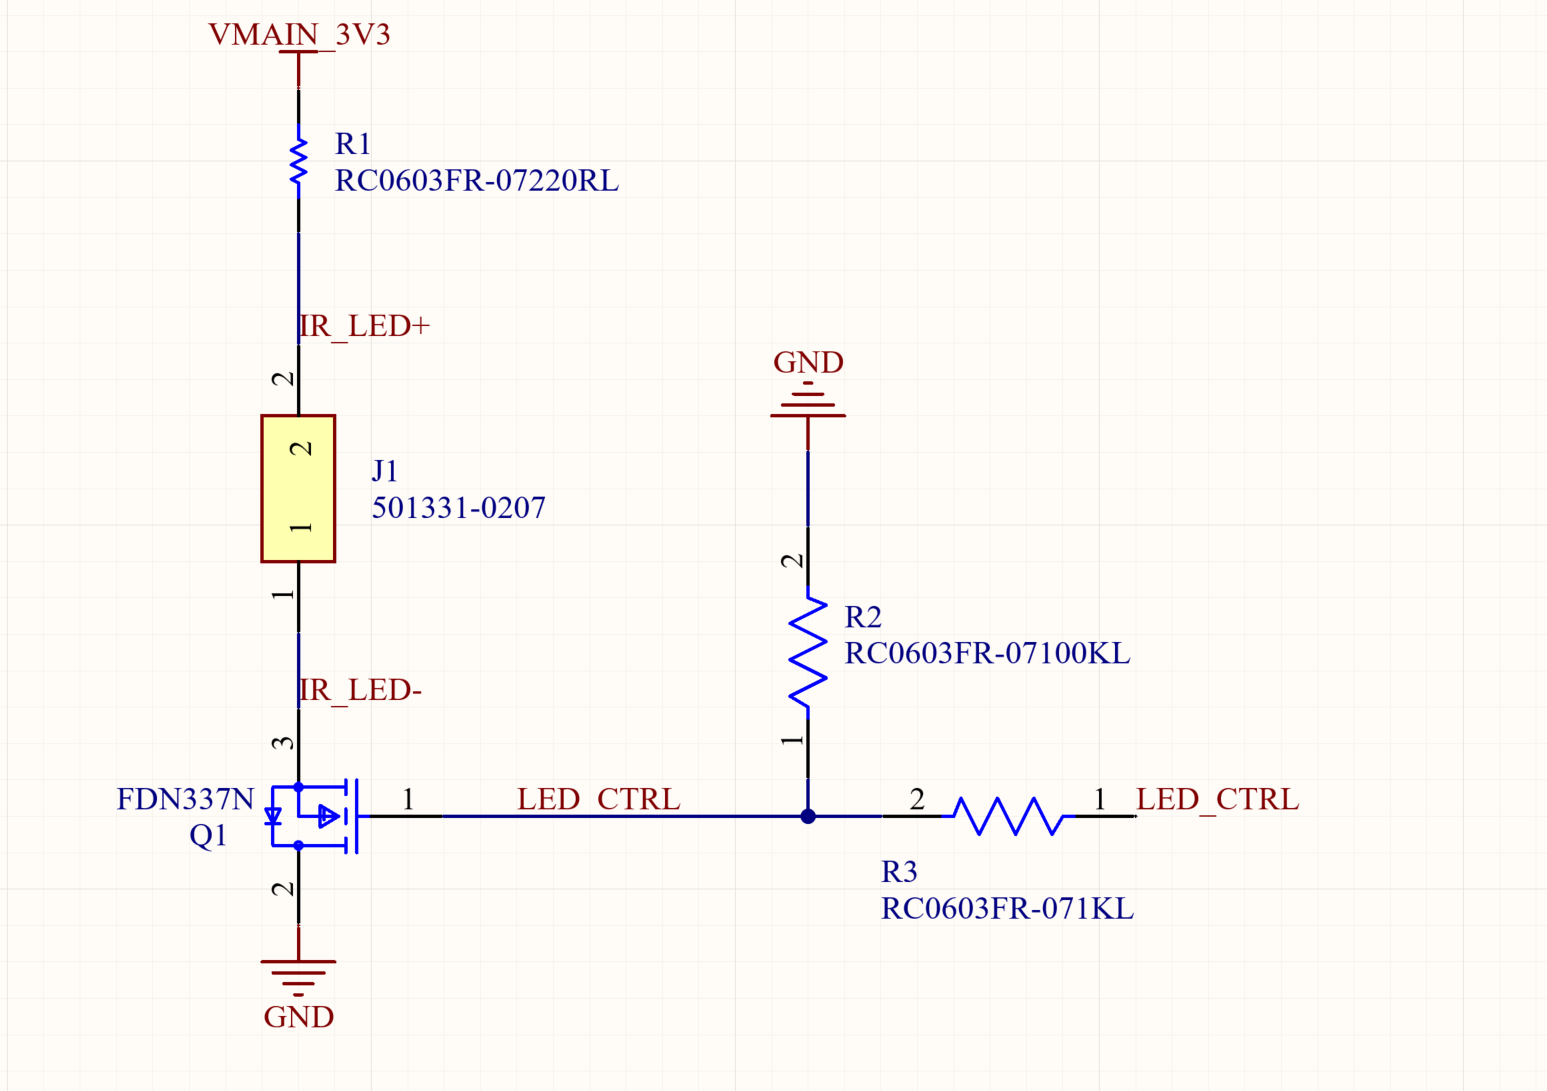 VMAIN_3V3
R1
RC0603FR-07220RL
IR_LED+
2
2
J1
501331-0207
1
1
IR_LED-
3
FDN337N
Q1
1
LED_CTRL
2
GND
GND
2
R2
RC0603FR-07100KL
1
2
1
LED_CTRL
R3
RC0603FR-071KL